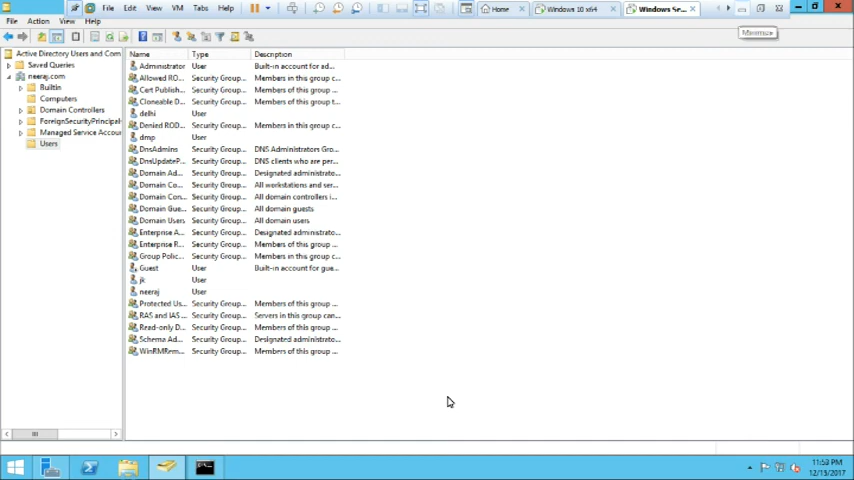 File Edit View VM Tabs Help Home Windows 10 x64 Windows Se...
Minimize
File Action View Help
Active Directory Users and Com
Saved Queries
neeraj.com
Builtin
Computers
Domain Controllers
ForeignSecurityPrincipal
Managed Service Accour
Users
Name Type Description
Administrator User Built-in account for ad...
Allowed RO... Security Group... Members in this group c...
Cert Publish... Security Group... Members of this group ...
Cloneable D... Security Group... Members of this group t...
delhi User
Denied ROD... Security Group... Members in this group c...
dmp User
DnsAdmins Security Group... DNS Administrators Gro...
DnsUpdateP... Security Group... DNS clients who are per...
Domain Ad... Security Group... Designated administrato...
Domain Co... Security Group... All workstations and ser...
Domain Con... Security Group... All domain controllers i...
Domain Gue... Security Group... All domain guests
Domain Users Security Group... All domain users
Enterprise A... Security Group... Designated administrato...
Enterprise R... Security Group... Members of this group ...
Group Polic... Security Group... Members in this group c...
Guest User Built-in account for gue...
jk User
neeraj User
Protected Us... Security Group... Members of this group ...
RAS and IAS ... Security Group... Servers in this group can...
Read-only D... Security Group... Members of this group ...
Schema Ad... Security Group... Designated administrato...
WinRMRem... Security Group... Members of this group ...
11:53 PM
12/13/2017